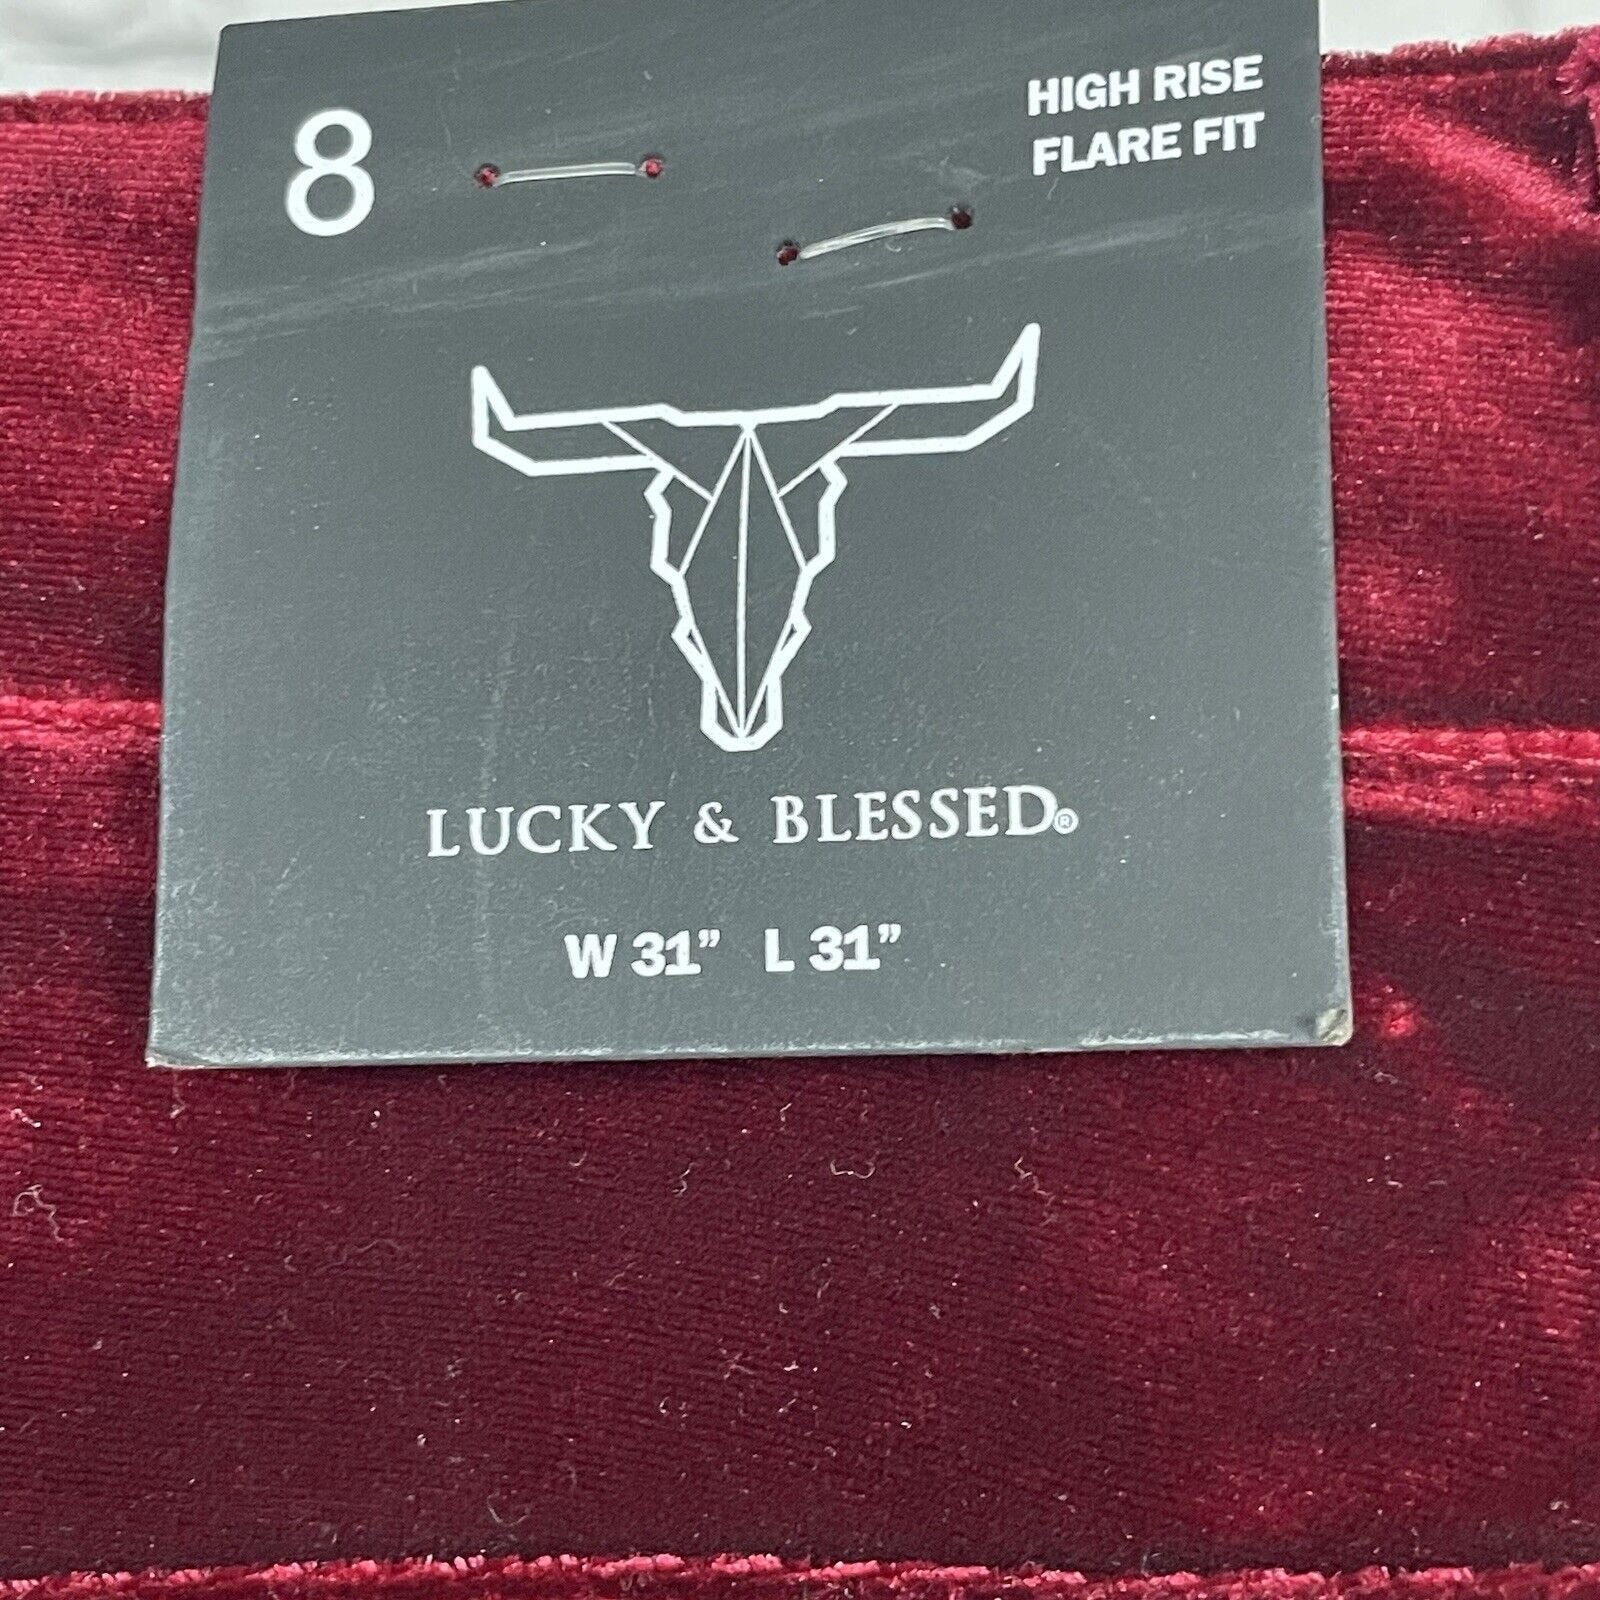 8
HIGH RISE
FLARE FIT
LUCKY & BLESSED®
W 31” L 31”